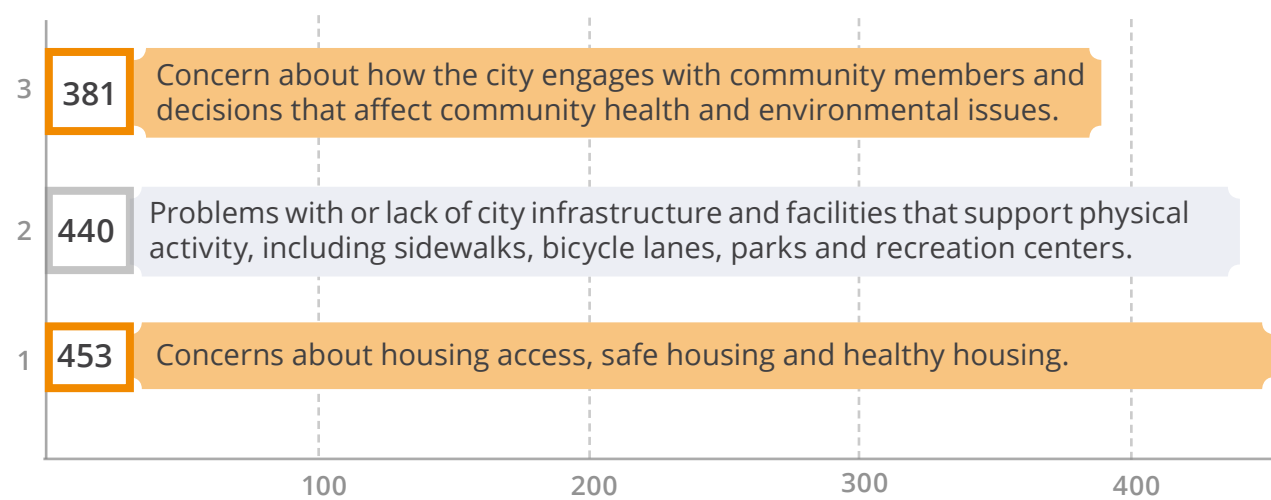 3
381
Concern about how the city engages with community members and
decisions that affect community health and environmental issues.
2
440
Problems with or lack of city infrastructure and facilities that support physical
activity, including sidewalks, bicycle lanes, parks and recreation centers.
1
453
Concerns about housing access, safe housing and healthy housing.
100
200
300
400